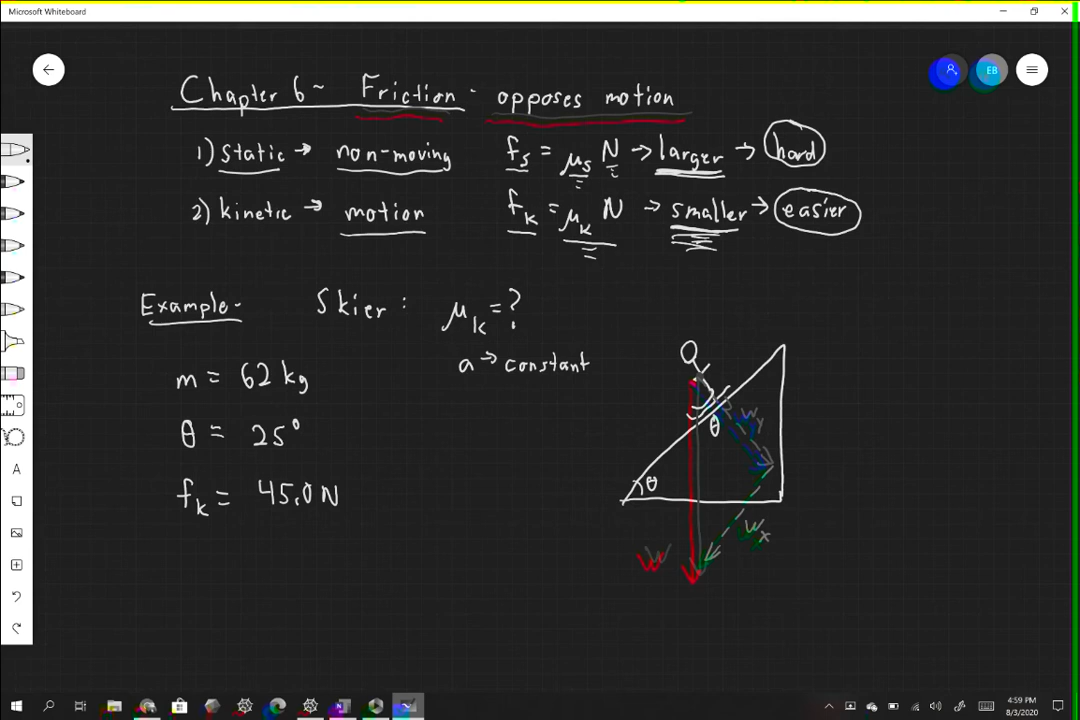 Microsoft Whiteboard
EB
Chapter 6~ Friction - opposes motion
1) static → non-moving fs = μs N → larger → hard
2) kinetic → motion fk = μk N → smaller → easier
Example- Skier : μk = ?
a → constant
m = 62 kg
θ = 25°
fk = 45.0 N
Wy
θ
θ
Wx
W
A
4:59 PM
8/3/2020